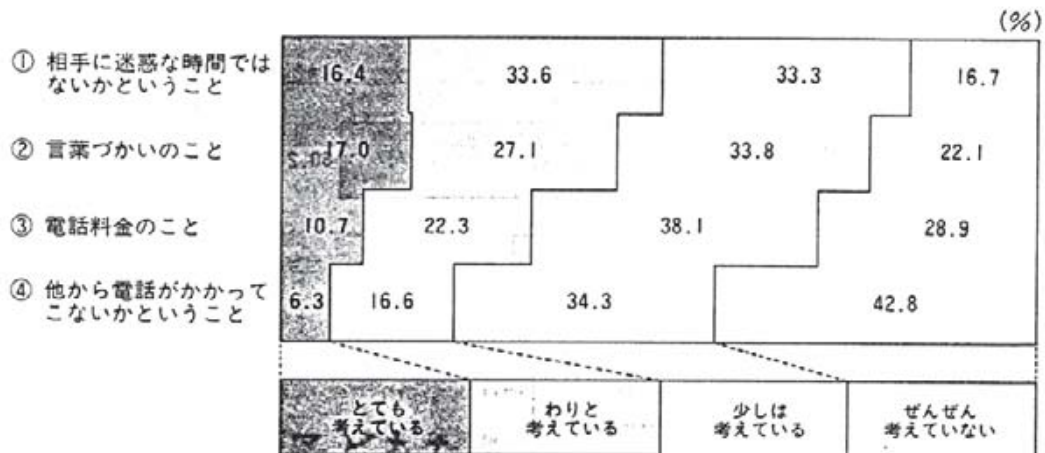 (%)
① 相手に迷惑な時間では
ないかということ
16.4 33.6 33.3 16.7
② 言葉づかいのこと
17.0 27.1 33.8 22.1
③ 電話料金のこと
10.7 22.3 38.1 28.9
④ 他から電話がかかって
こないかということ
6.3 16.6 34.3 42.8
とても
考えている
わりと
考えている
少しは
考えている
ぜんぜん
考えていない